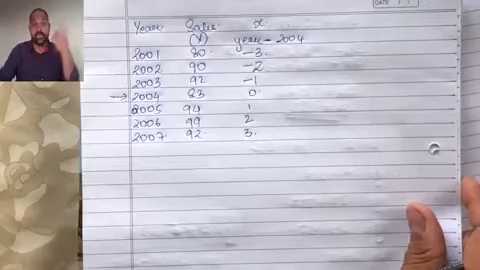 DATE
Year Sales x
(Y) year - 2004
2001 80 -3
2002 90 -2
2003 92 -1
→ 2004 83 0
2005 94 1
2006 99 2
2007 92 3